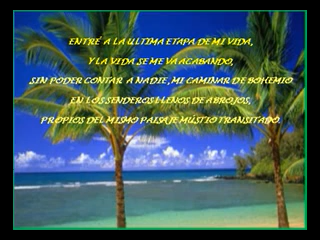 ENTRÉ A LA ULTIMA ETAPA DE MI VIDA,
Y LA VIDA SE ME VA ACABANDO,
SIN PODER CONTAR A NADIE, MI CAMINAR DE BOHEMIO
EN LOS SENDEROS LLENOS DE ABROJOS,
PROPIOS DEL MISMO PAISAJE MÚSTIO TRANSITADO.